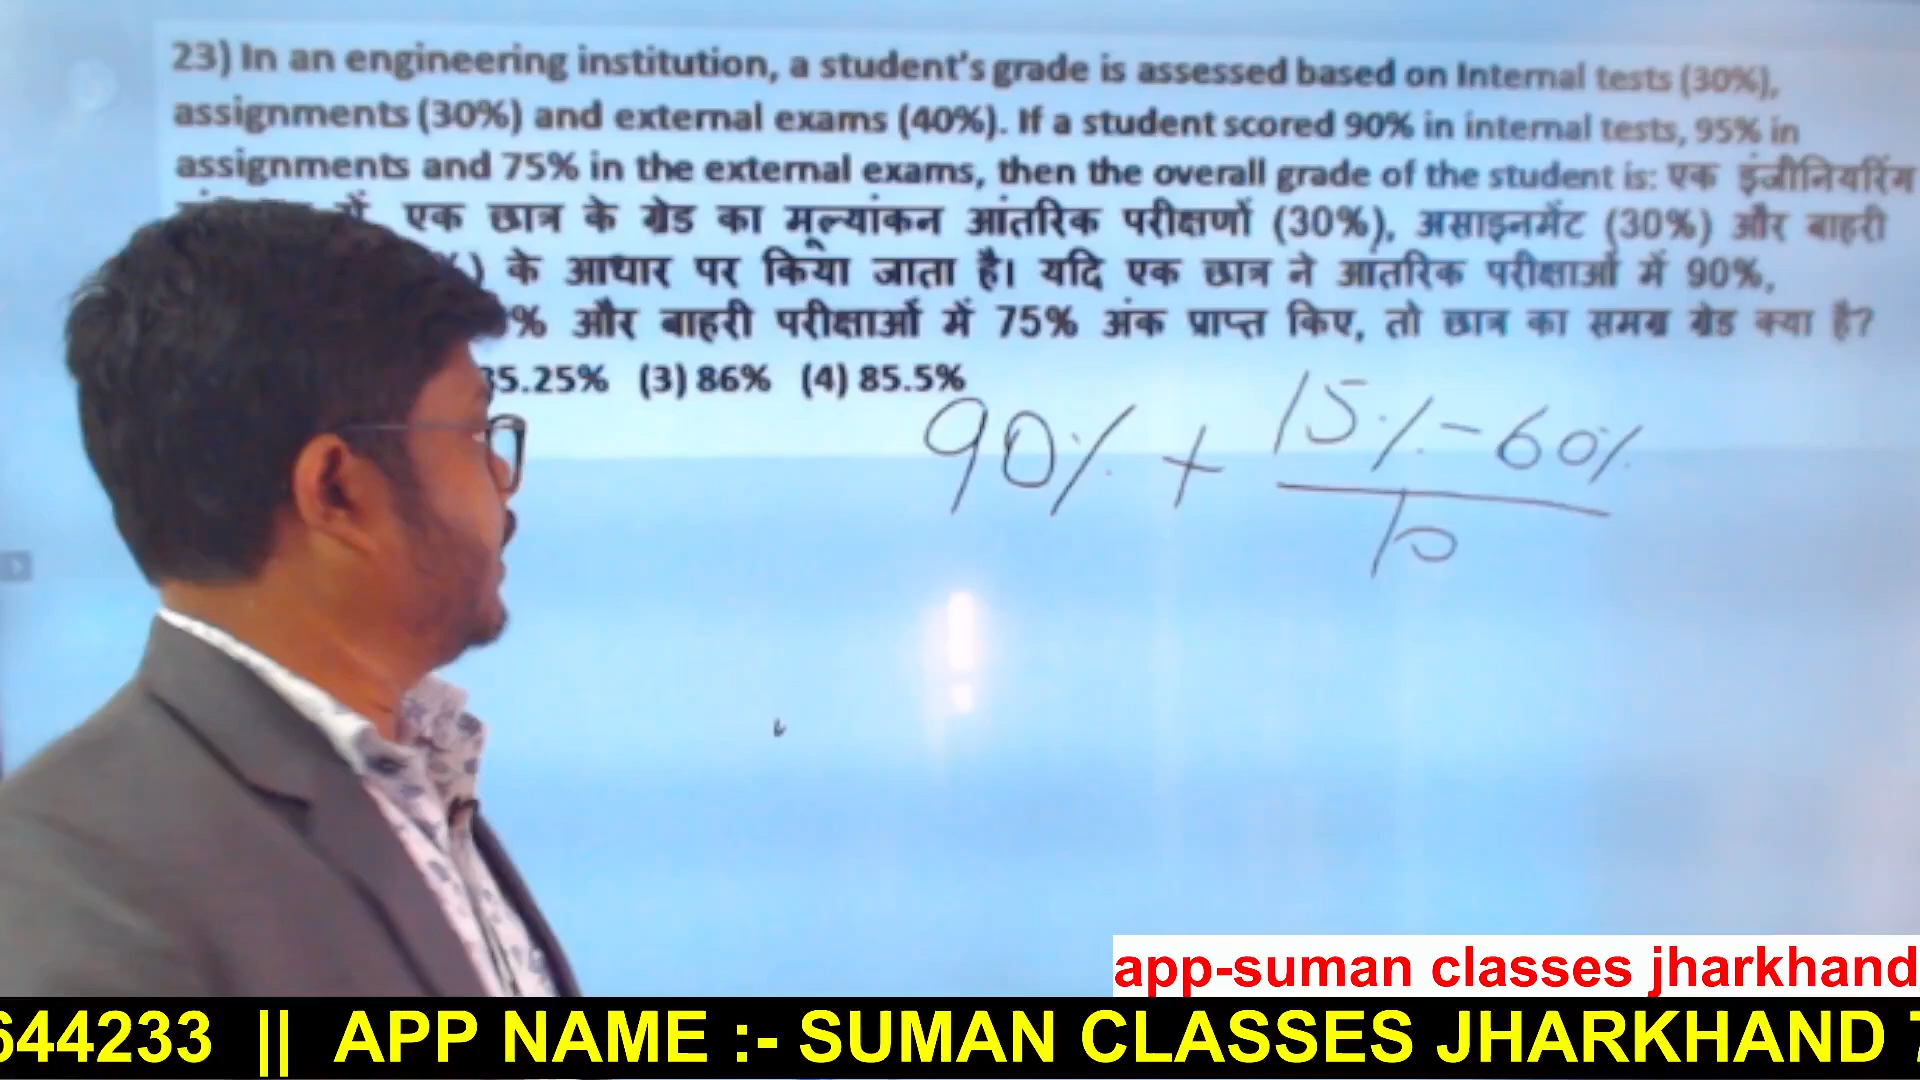 23) In an engineering institution, a student's grade is assessed based on Internal tests (30%),
assignments (30%) and external exams (40%). If a student scored 90% in internal tests, 95% in
assignments and 75% in the external exams, then the overall grade of the student is: एक इंजीनियरिंग
में, एक छात्र के ग्रेड का मूल्यांकन आंतरिक परीक्षणों (30%), असाइनमेंट (30%) और बाहरी
%) के आधार पर किया जाता है। यदि एक छात्र ने आंतरिक परीक्षाओं में 90%,
% और बाहरी परीक्षाओं में 75% अंक प्राप्त किए, तो छात्र का समग्र ग्रेड क्या है?
5.25% (3) 86% (4) 85.5%
90% + 15% - 60%
10
app-suman classes jharkhand
644233 || APP NAME :- SUMAN CLASSES JHARKHAND 7